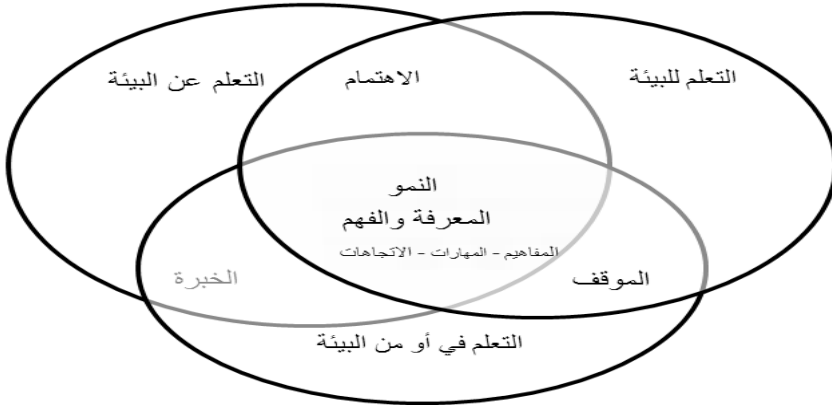 التعلم للبيئة
الاهتمام
التعلم عن البيئة
النمو
المعرفة والفهم
المفاهيم - المهارات - الاتجاهات
الموقف
الخبرة
التعلم في أو من البيئة